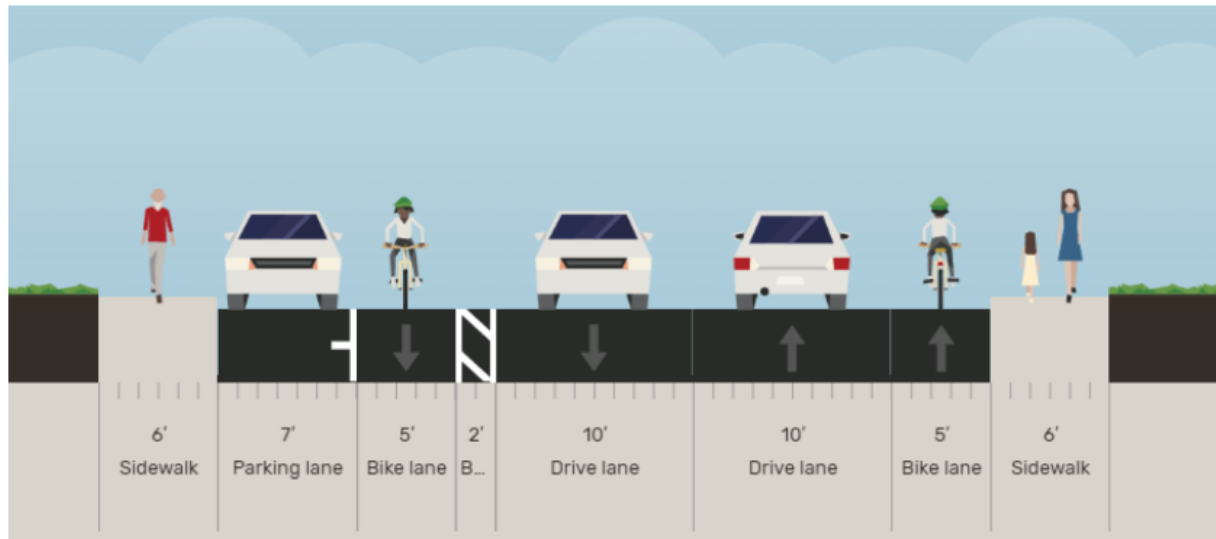 6' 7' 5' 2' 10' 10' 5' 6'
Sidewalk Parking lane Bike lane B... Drive lane Drive lane Bike lane Sidewalk